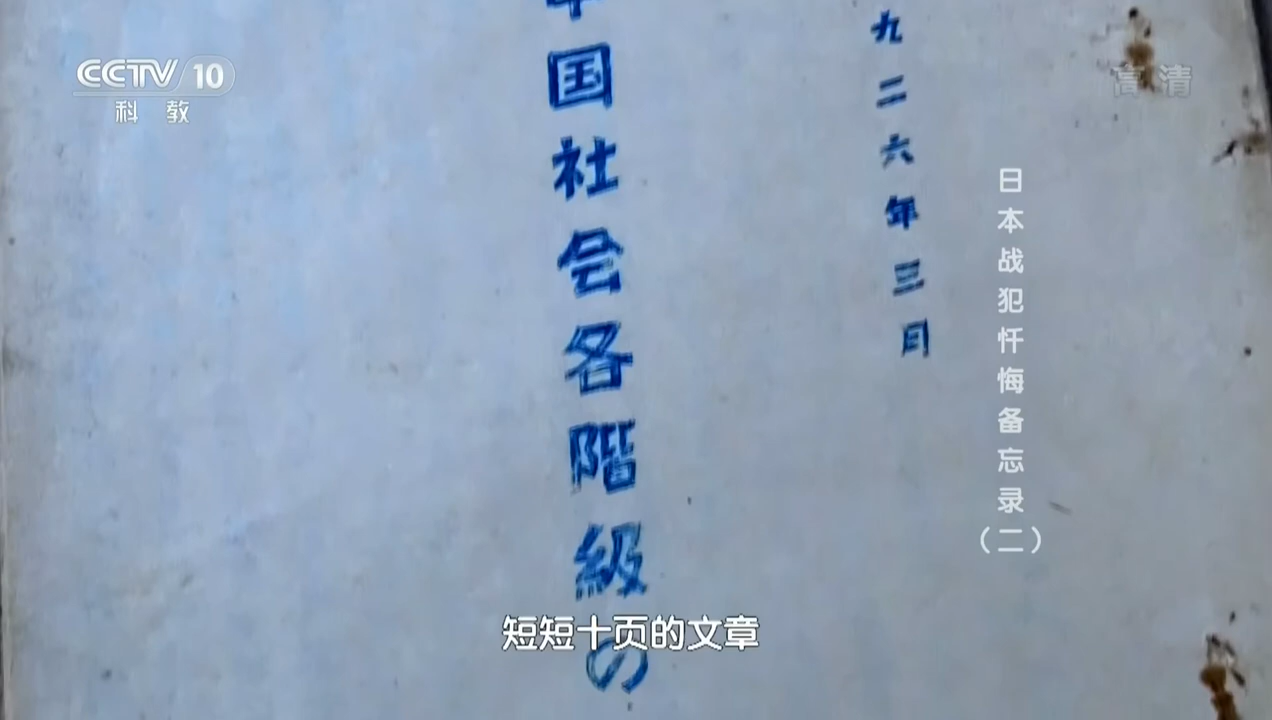 CCTV 10
科教
高清
九二六年三月
中国社会各階級の
日本战犯忏悔备忘录(二)
短短十页的文章